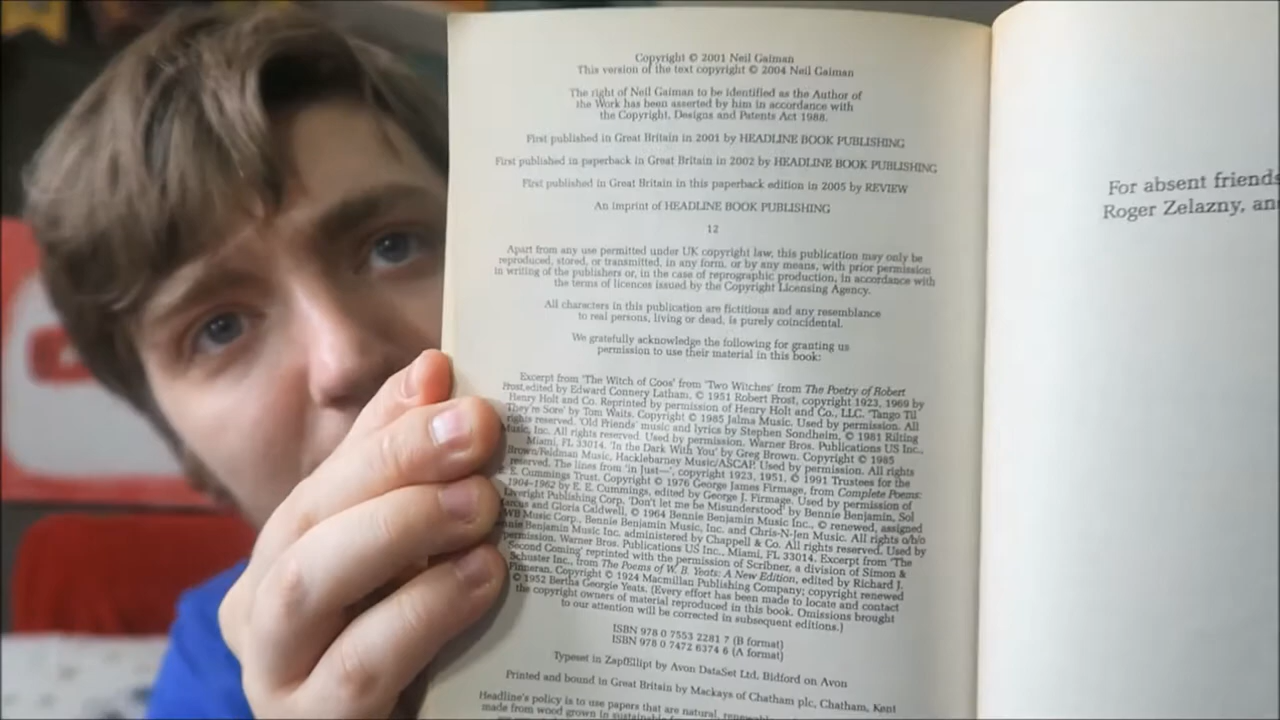 Copyright © 2001 Neil Gaiman
This version of the text copyright © 2004 Neil Gaiman
The right of Neil Gaiman to be identified as the Author of
the Work has been asserted by him in accordance with
the Copyright, Designs and Patents Act 1988.
First published in Great Britain in 2001 by HEADLINE BOOK PUBLISHING
First published in paperback in Great Britain in 2002 by HEADLINE BOOK PUBLISHING
First published in Great Britain in this paperback edition in 2005 by REVIEW
An imprint of HEADLINE BOOK PUBLISHING
12
Apart from any use permitted under UK copyright law, this publication may only be
reproduced, stored, or transmitted, in any form, or by any means, with prior permission
in writing of the publishers or, in the case of reprographic production, in accordance with
the terms of licences issued by the Copyright Licensing Agency.
All characters in this publication are fictitious and any resemblance
to real persons, living or dead, is purely coincidental.
We gratefully acknowledge the following for granting us
permission to use their material in this book:
Excerpt from 'The Witch of Coos' from 'Two Witches' from The Poetry of Robert
Frost,edited by Edward Connery Latham, © 1951 Robert Frost, copyright 1923, 1969 by
Henry Holt and Co. Reprinted by permission of Henry Holt and Co., LLC. 'Tango Til
They're Sore' by Tom Waits. Copyright © 1985 Jalma Music. Used by permission. All
rights reserved. 'Old Friends' music and lyrics by Stephen Sondheim, © 1981 Rilting
Music, Inc. All rights reserved. Used by permission. Warner Bros. Publications US Inc.,
Miami, FL 33014. 'In the Dark With You' by Greg Brown. Copyright © 1985
Brown/Feldman Music, Hacklebarney Music/ASCAP. Used by permission. All rights
reserved. The lines from 'in Just—', copyright 1923, 1951, © 1991 Trustees for the
E. E. Cummings Trust. Copyright © 1976 George James Firmage, from Complete Poems:
1904-1962 by E. E. Cummings, edited by George J. Firmage. Used by permission of
Liveright Publishing Corp. 'Don't let me be Misunderstood' by Bennie Benjamin, Sol
Marcus and Gloria Caldwell, © 1964 Bennie Benjamin Music Inc., © renewed, assigned
WB Music Corp., Bennie Benjamin Music, Inc. and Chris-N-Jen Music. All rights o/b/o
Bennie Benjamin Music Inc. administered by Chappell & Co. All rights reserved. Used by
permission. Warner Bros. Publications US Inc., Miami, FL 33014. Excerpt from 'The
Second Coming' reprinted with the permission of Scribner, a division of Simon &
Schuster Inc., from The Poems of W. B. Yeats: A New Edition, edited by Richard J.
Finneran. Copyright © 1924 Macmillan Publishing Company; copyright renewed
© 1952 Bertha Georgie Yeats. (Every effort has been made to locate and contact
the copyright owners of material reproduced in this book. Omissions brought
to our attention will be corrected in subsequent editions.)
ISBN 978 0 7553 2281 7 (B format)
ISBN 978 0 7472 6374 6 (A format)
Typeset in ZapfEllipt by Avon DataSet Ltd, Bidford on Avon
Printed and bound in Great Britain by Mackays of Chatham plc, Chatham, Kent
Headline's policy is to use papers that are natural,
made from wood grown in sustainable
For absent friends
Roger Zelazny, an